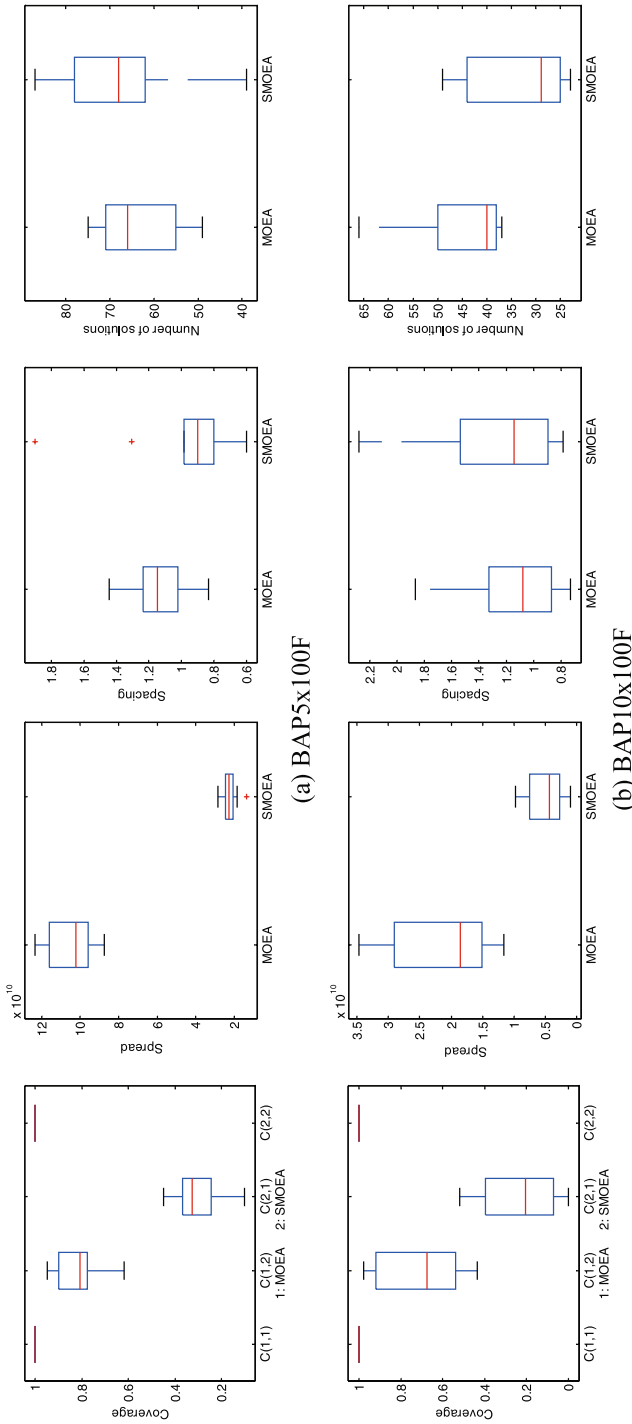 1
0.8
0.6
0.4
0.2
Coverage
C(1,1) C(1,2) C(2,1) C(2,2)
1: MOEA 2: SMOEA
x 10^10
12
10
8
6
4
2
Spread
MOEA SMOEA
1.8
1.6
1.4
1.2
1
0.8
0.6
Spacing
MOEA SMOEA
80
70
60
50
40
Number of solutions
MOEA SMOEA
(a) BAP5x100F
1
0.8
0.6
0.4
0.2
0
Coverage
C(1,1) C(1,2) C(2,1) C(2,2)
1: MOEA 2: SMOEA
x 10^10
3.5
3
2.5
2
1.5
1
0.5
0
Spread
MOEA SMOEA
2.2
2
1.8
1.6
1.4
1.2
1
0.8
Spacing
MOEA SMOEA
65
60
55
50
45
40
35
30
25
Number of solutions
MOEA SMOEA
(b) BAP10x100F